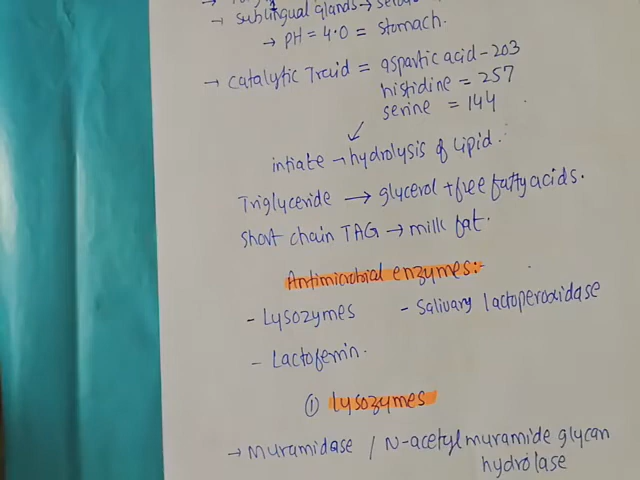 → sublingual glands →
→ PH = 4.0 = stomach.
→ catalytic Traid = aspartic acid - 203
histidine = 257
serine = 144
intiate → hydrolysis of lipid.
Triglyceride → glycerol + free fatty acids.
Short chain TAG → milk fat.
Antimicrobial enzymes:-
- Lysozymes - Salivary lactoperoxidase
- Lactoferrin.
① Lysozymes
→ Muramidase / N-acetyl muramide glycan
hydrolase